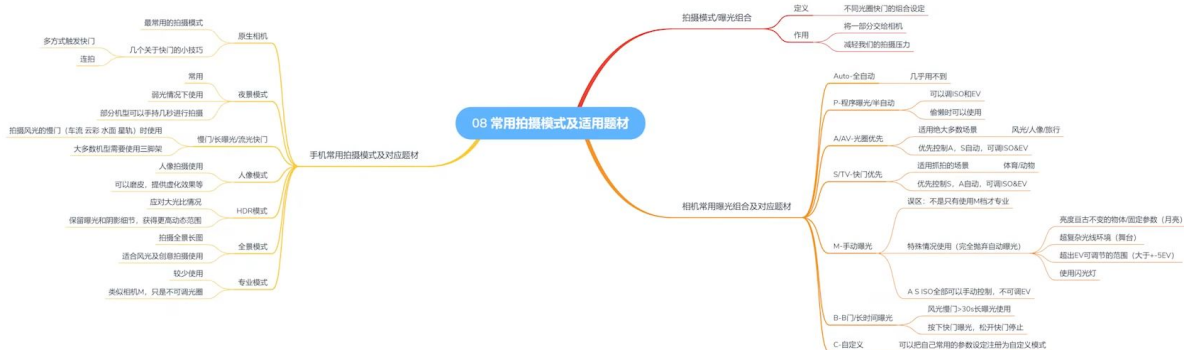 08 常用拍摄模式及适用题材
拍摄模式/曝光组合
定义
不同光圈快门的组合设定
作用
将一部分交给相机
减轻我们的拍摄压力
相机常用曝光组合及对应题材
Auto-全自动
几乎用不到
P-程序曝光/半自动
可以调ISO和EV
偷懒时可以使用
A/AV-光圈优先
适用绝大多数场景
风光/人像/旅行
优先控制A，S自动，可调ISO&EV
S/TV-快门优先
适用抓拍的场景
体育/动物
优先控制S，A自动，可调ISO&EV
M-手动曝光
误区：不是只有使用M档才专业
特殊情况使用（完全抛弃自动曝光）
亮度亘古不变的物体/固定参数（月亮）
超复杂光线环境（舞台）
超出EV可调节的范围（大于+-5EV）
使用闪光灯
A S ISO全部可以手动控制，不可调EV
B-B门/长时间曝光
风光慢门>30s长曝光使用
按下快门曝光，松开快门停止
C-自定义
可以把自己常用的参数设定注册为自定义模式
手机常用拍摄模式及对应题材
原生相机
最常用的拍摄模式
几个关于快门的小技巧
多方式触发快门
连拍
夜景模式
常用
弱光情况下使用
部分机型可以手持几秒进行拍摄
慢门/长曝光/流光快门
拍摄风光的慢门（车流 云彩 水面 星轨）时使用
大多数机型需要使用三脚架
人像模式
人像拍摄使用
可以磨皮，提供虚化效果等
HDR模式
应对大光比情况
保留曝光和阴影细节，获得更高动态范围
全景模式
拍摄全景长图
适合风光及创意拍摄使用
专业模式
较少使用
类似相机M，只是不可调光圈